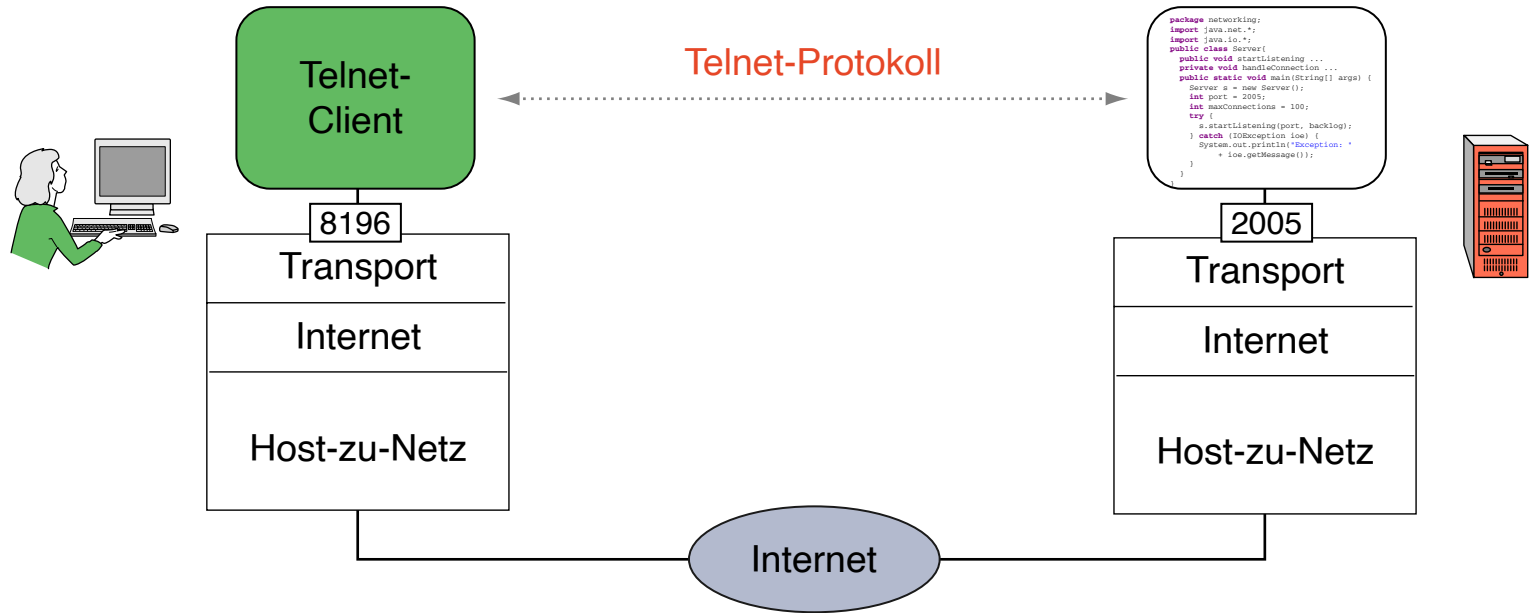 Telnet-
Client
Telnet-Protokoll
package networking;
import java.net.*;
import java.io.*;
public class Server{
  public void startListening ...
  private void handleConnection ...
  public static void main(String[] args) {
    Server s = new Server();
    int port = 2005;
    int maxConnections = 100;
    try {
      s.startListening(port, backlog);
    } catch (IOException ioe) {
      System.out.println("Exception: "
        + ioe.getMessage());
    }
  }
}
8196
Transport
Internet
Host-zu-Netz
2005
Transport
Internet
Host-zu-Netz
Internet